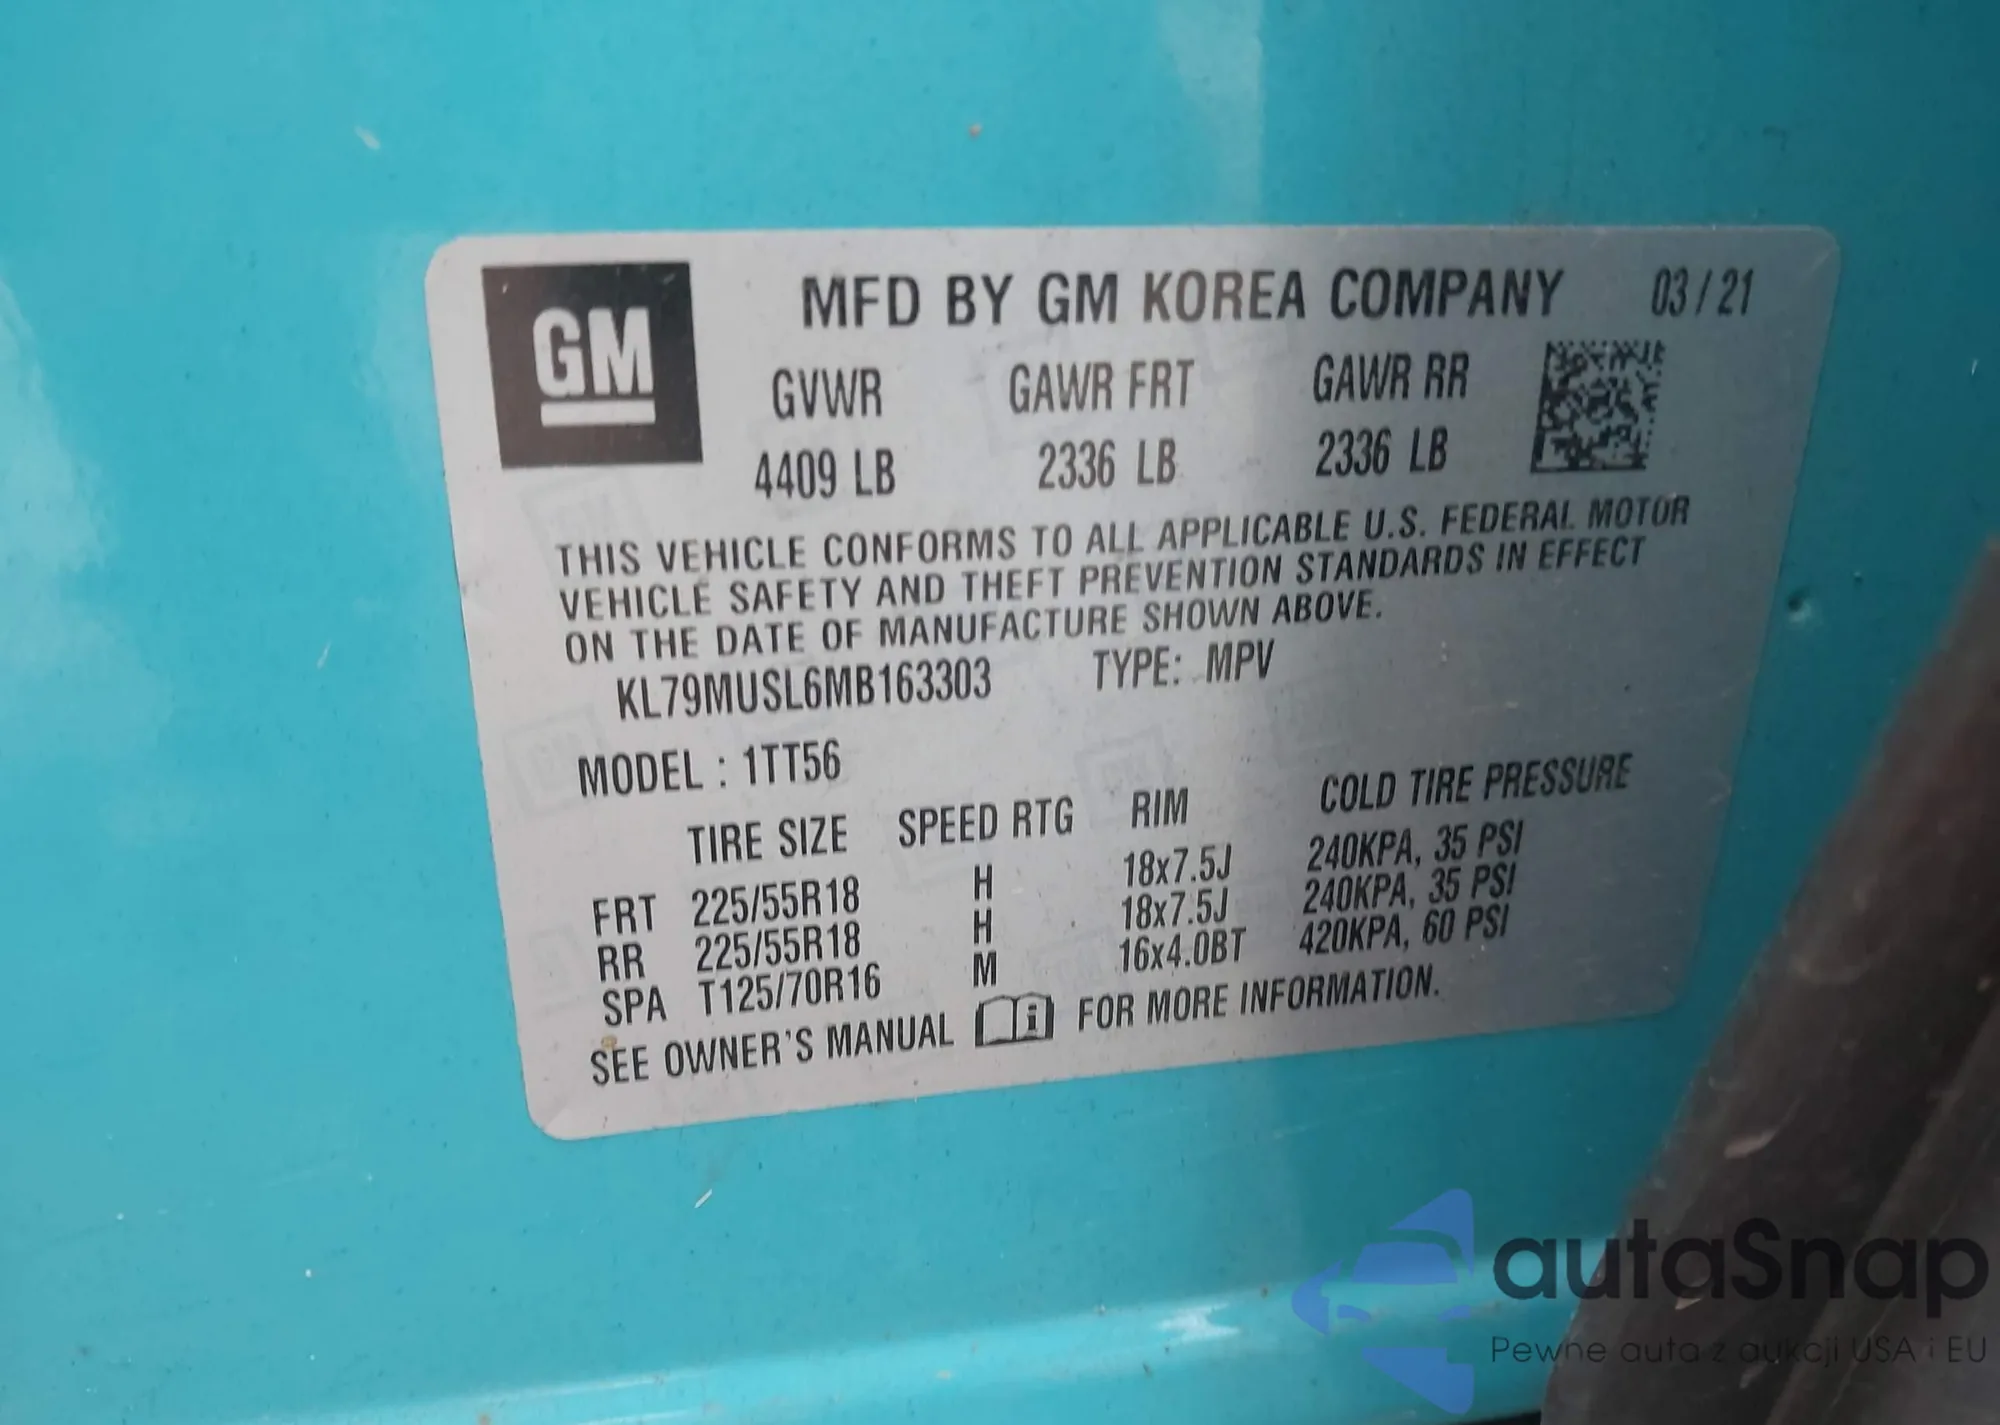 GM
MFD BY GM KOREA COMPANY 03/21
GVWR GAWR FRT GAWR RR
4409 LB 2336 LB 2336 LB
THIS VEHICLE CONFORMS TO ALL APPLICABLE U.S. FEDERAL MOTOR
VEHICLE SAFETY AND THEFT PREVENTION STANDARDS IN EFFECT
ON THE DATE OF MANUFACTURE SHOWN ABOVE.
KL79MUSL6MB163303 TYPE: MPV
MODEL : 1TT56
TIRE SIZE SPEED RTG RIM COLD TIRE PRESSURE
FRT 225/55R18 H 18x7.5J 240KPA, 35 PSI
RR 225/55R18 H 18x7.5J 240KPA, 35 PSI
SPA T125/70R16 M 16x4.0BT 420KPA, 60 PSI
SEE OWNER'S MANUAL i FOR MORE INFORMATION.
autaSnap
Pewne auta z aukcji USA i EU